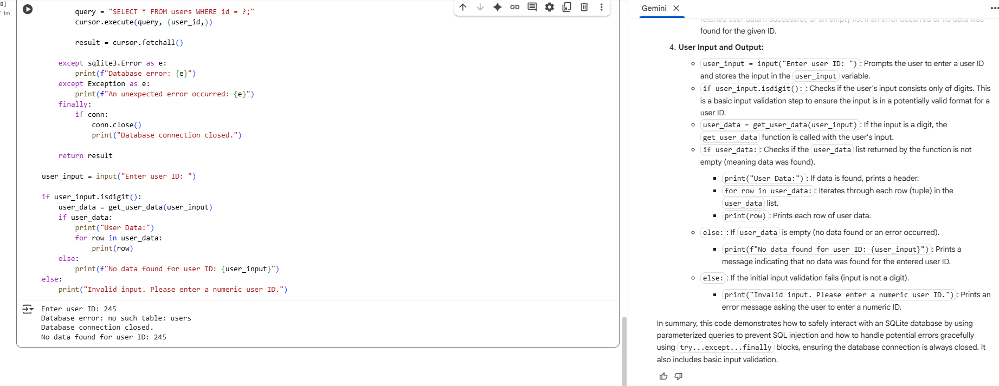 8]
1m
query = "SELECT * FROM users WHERE id = ?;"
cursor.execute(query, (user_id,))
result = cursor.fetchall()
except sqlite3.Error as e:
print(f"Database error: {e}")
except Exception as e:
print(f"An unexpected error occurred: {e}")
finally:
if conn:
conn.close()
print("Database connection closed.")
return result
user_input = input("Enter user ID: ")
if user_input.isdigit():
user_data = get_user_data(user_input)
if user_data:
print("User Data:")
for row in user_data:
print(row)
else:
print(f"No data found for user ID: {user_input}")
else:
print("Invalid input. Please enter a numeric user ID.")
Enter user ID: 245
Database error: no such table: users
Database connection closed.
No data found for user ID: 245
Gemini
fetched user data if successful, or an empty list if an error occurred or no data was
found for the given ID.
4. User Input and Output:
user_input = input("Enter user ID: ") : Prompts the user to enter a user ID
and stores the input in the user_input variable.
if user_input.isdigit(): : Checks if the user's input consists only of digits. This
is a basic input validation step to ensure the input is in a potentially valid format for a
user ID.
user_data = get_user_data(user_input) : If the input is a digit, the
get_user_data function is called with the user's input.
if user_data: : Checks if the user_data list returned by the function is not
empty (meaning data was found).
print("User Data:") : If data is found, prints a header.
for row in user_data: : Iterates through each row (tuple) in the
user_data list.
print(row) : Prints each row of user data.
else: : If user_data is empty (no data found or an error occurred).
print(f"No data found for user ID: {user_input}") : Prints a
message indicating that no data was found for the entered user ID.
else: : If the initial input validation fails (input is not a digit).
print("Invalid input. Please enter a numeric user ID.") : Prints an
error message asking the user to enter a numeric ID.
In summary, this code demonstrates how to safely interact with an SQLite database by using
parameterized queries to prevent SQL injection and how to handle potential errors gracefully
using try...except...finally blocks, ensuring the database connection is always closed. It
also includes basic input validation.